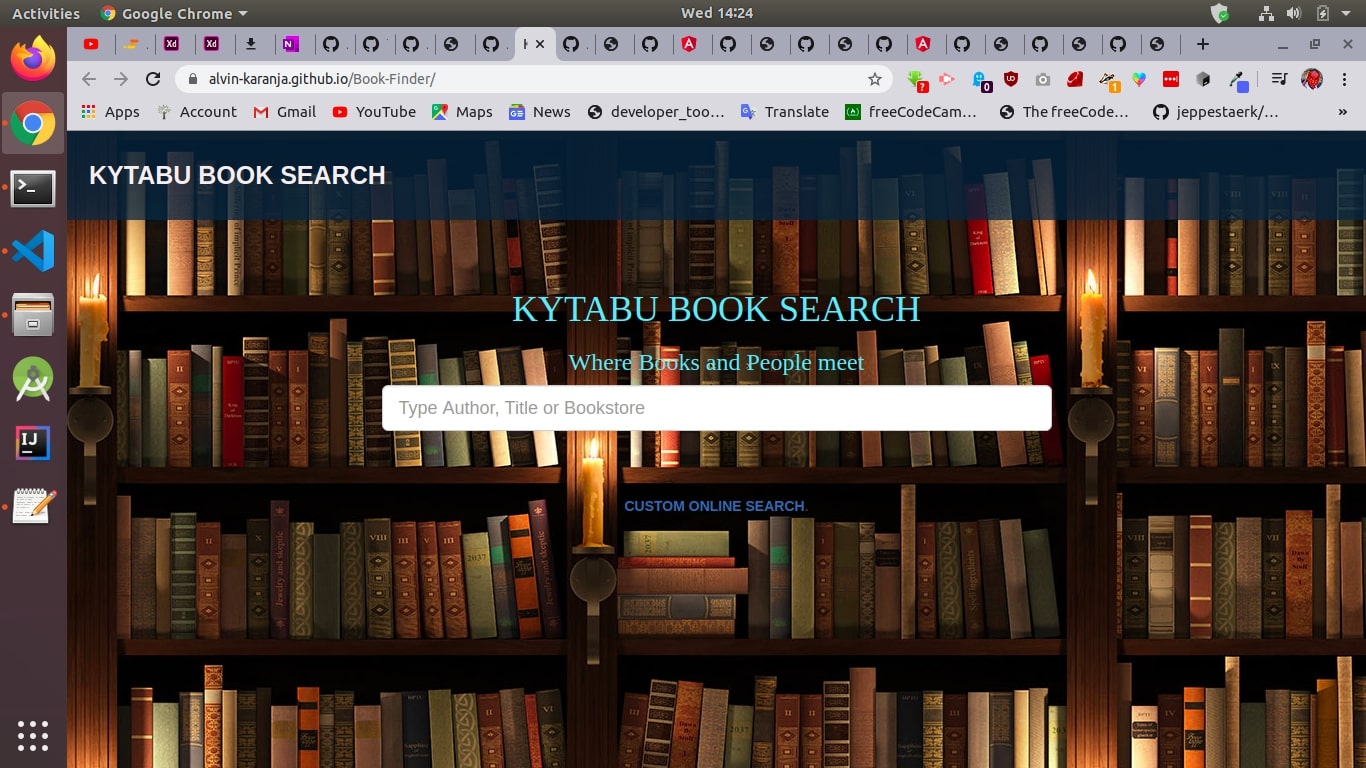 Activities Google Chrome Wed 14:24
alvin-karanja.github.io/Book-Finder/
Apps Account Gmail YouTube Maps News developer_too... Translate freeCodeCam... The freeCode... jeppestaerk/... »
KYTABU BOOK SEARCH
KYTABU BOOK SEARCH
Where Books and People meet
Type Author, Title or Bookstore
CUSTOM ONLINE SEARCH.